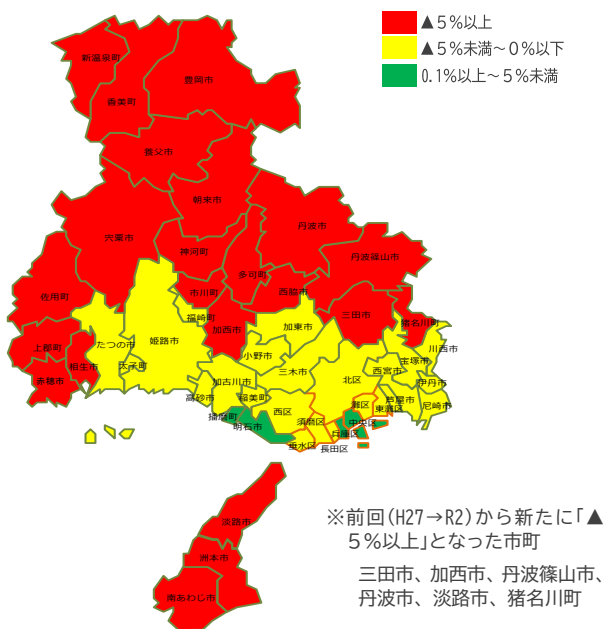 ▲５%以上
▲５%未満～０%以下
0.1%以上～５%未満
新温泉町
豊岡市
香美町
養父市
朝来市
宍粟市
丹波市
神河町
丹波篠山市
多可町
佐用町
市川町
西脇市
福崎町
三田市
猪名川町
加西市
加東市
上郡町
たつの市
姫路市
川西市
小野市
宝塚市
相生市
太子町
三木市
西宮市
赤穂市
加古川市
北区
伊丹市
高砂市
稲美町
芦屋市
灘区
東灘区
尼崎市
播磨町
西区
明石市
須磨区
中央区
兵庫区
垂水区
長田区
淡路市
洲本市
南あわじ市
※前回(H27→R2)から新たに「▲
５%以上」となった市町
三田市、加西市、丹波篠山市、
丹波市、淡路市、猪名川町